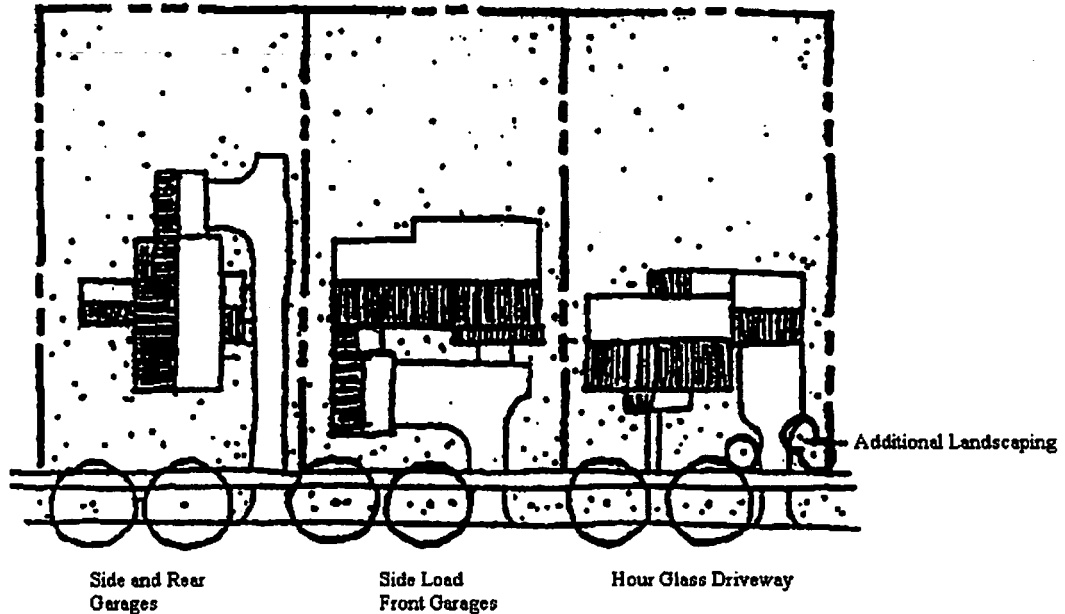 Additional Landscaping
Side and Rear
Garages
Side Load
Front Garages
Hour Glass Driveway